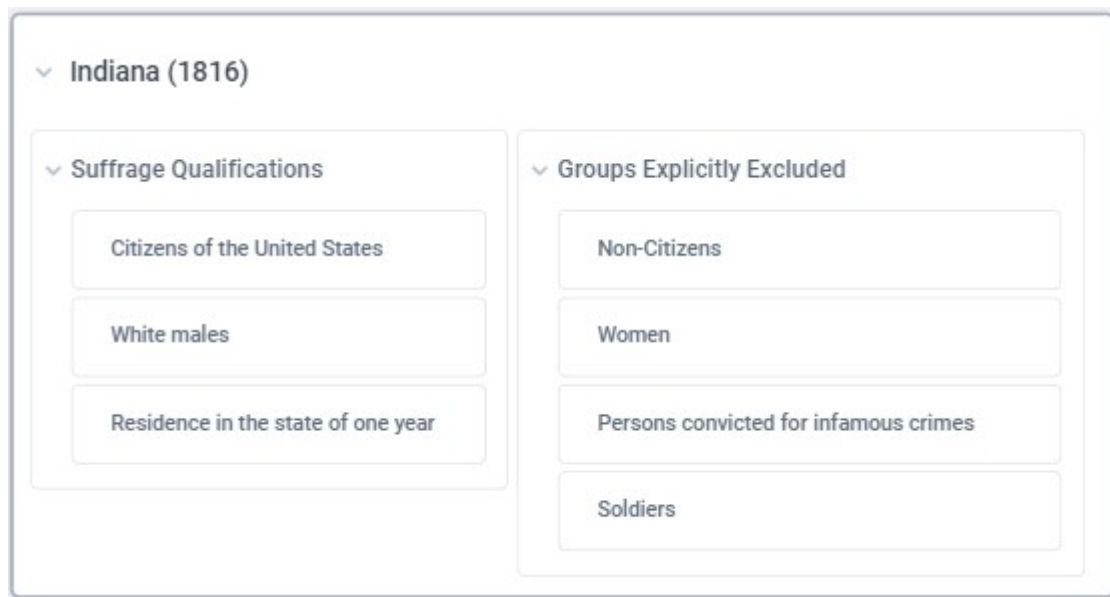 Indiana (1816)
Suffrage Qualifications
Citizens of the United States
White males
Residence in the state of one year
Groups Explicitly Excluded
Non-Citizens
Women
Persons convicted for infamous crimes
Soldiers